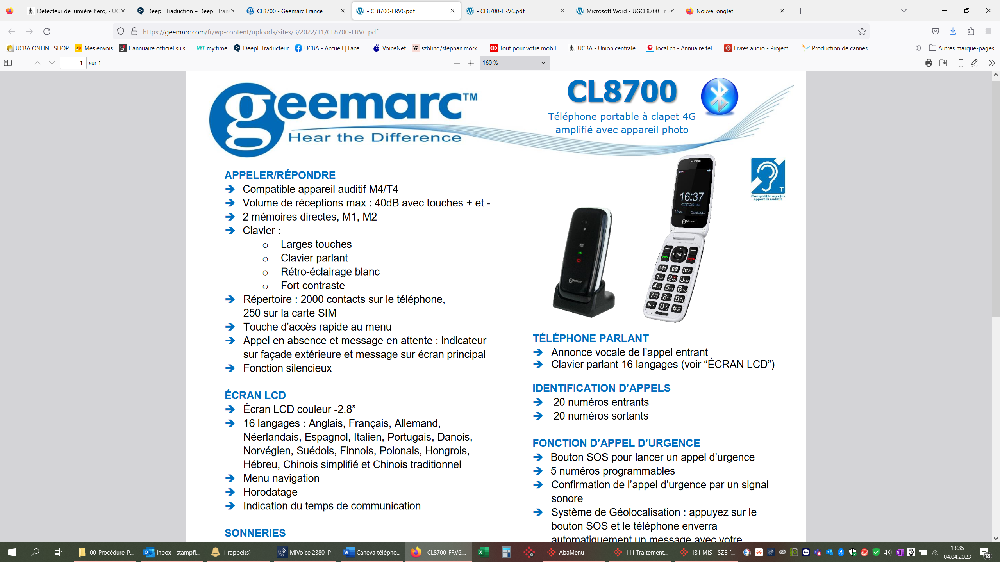 Détecteur de lumière Kero, - UC
DeepL Traduction – DeepL Tran
CL8700 - Geemarc France
- CL8700-FRV6.pdf
- CL8700-FRV6.pdf
Microsoft Word - UGCL8700_Fr_
Nouvel onglet
https://geemarc.com/fr/wp-content/uploads/sites/3/2022/11/CL8700-FRV6.pdf
UCBA ONLINE SHOP
Mes envois
L'annuaire officiel suis...
my:time
DeepL Traducteur
UCBA - Accueil | Face...
VoiceNet
szblind/stephan.mörk...
Tout pour votre mobili...
UCBA - Union centrale...
local.ch - Annuaire tél...
Livres audio - Project ...
Production de cannes ...
Autres marque-pages
1 sur 1
160 %
geemarc™
Hear the Difference
CL8700
Téléphone portable à clapet 4G
amplifié avec appareil photo
T
Compatible avec les
appareils auditifs
16:37
Menu Contacts
geemarc
OK
M1 M2
1 2 3
4 5 6
7 8 9
* 0 #
geemarc
APPELER/RÉPONDRE
➔ Compatible appareil auditif M4/T4
➔ Volume de réceptions max : 40dB avec touches + et -
➔ 2 mémoires directes, M1, M2
➔ Clavier :
o Larges touches
o Clavier parlant
o Rétro-éclairage blanc
o Fort contraste
➔ Répertoire : 2000 contacts sur le téléphone,
250 sur la carte SIM
➔ Touche d’accès rapide au menu
➔ Appel en absence et message en attente : indicateur
sur façade extérieure et message sur écran principal
➔ Fonction silencieux
ÉCRAN LCD
➔ Écran LCD couleur -2.8”
➔ 16 langages : Anglais, Français, Allemand,
Néerlandais, Espagnol, Italien, Portugais, Danois,
Norvégien, Suédois, Finnois, Polonais, Hongrois,
Hébreu, Chinois simplifié et Chinois traditionnel
➔ Menu navigation
➔ Horodatage
➔ Indication du temps de communication
SONNERIES
TÉLÉPHONE PARLANT
➔ Annonce vocale de l’appel entrant
➔ Clavier parlant 16 langages (voir “ÉCRAN LCD”)
IDENTIFICATION D’APPELS
➔ 20 numéros entrants
➔ 20 numéros sortants
FONCTION D’APPEL D’URGENCE
➔ Bouton SOS pour lancer un appel d’urgence
➔ 5 numéros programmables
➔ Confirmation de l’appel d’urgence par un signal
sonore
➔ Système de Géolocalisation : appuyez sur le
bouton SOS et le téléphone enverra
automatiquement un message avec votre
00_Procédure_P...
Inbox - stampfl...
1 rappel(s)
MiVoice 2380 IP
Caneva télépho...
- CL8700-FRV6....
AbaMenu
111 Traitement...
131 MIS - SZB [...
13:35
04.04.2023
18